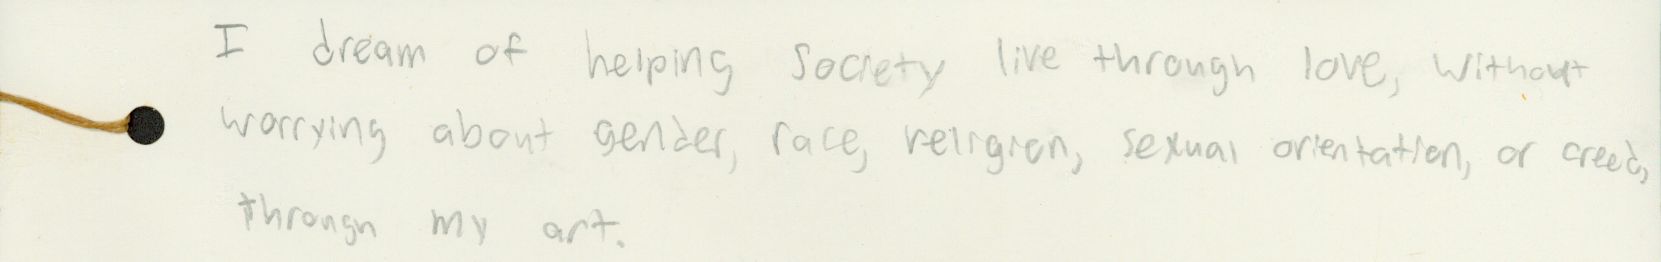 I dream of helping society live through love, without
worrying about gender, race, religion, sexual orientation, or creed,
through my art.